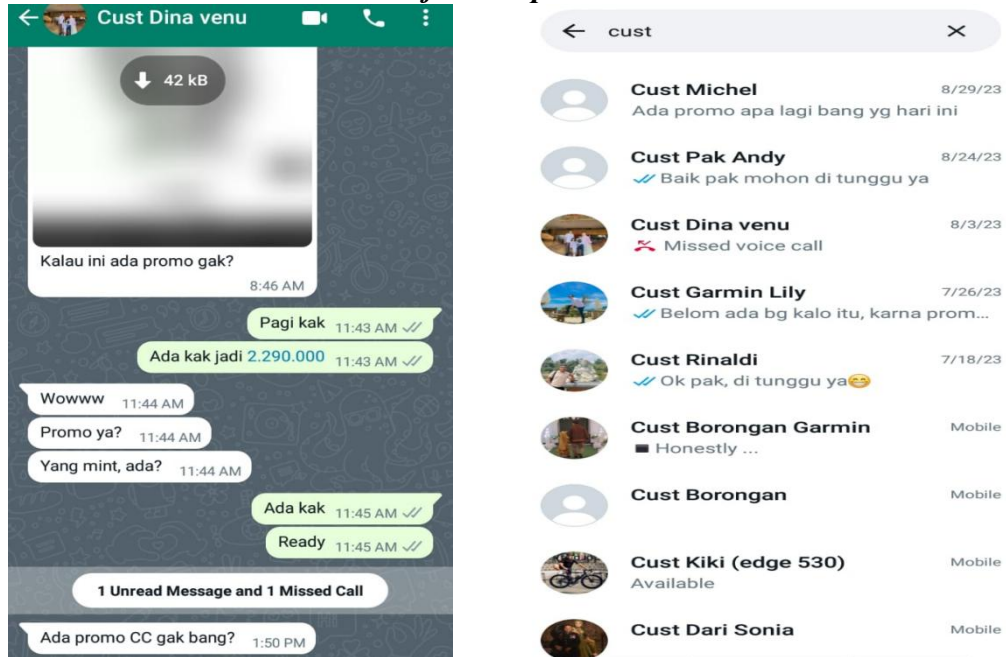 Cust Dina venu
42 kB
Kalau ini ada promo gak?
8:46 AM
Pagi kak 11:43 AM
Ada kak jadi 2.290.000 11:43 AM
Wowww 11:44 AM
Promo ya? 11:44 AM
Yang mint, ada? 11:44 AM
Ada kak 11:45 AM
Ready 11:45 AM
1 Unread Message and 1 Missed Call
Ada promo CC gak bang? 1:50 PM
cust
Cust Michel 8/29/23
Ada promo apa lagi bang yg hari ini
Cust Pak Andy 8/24/23
Baik pak mohon di tunggu ya
Cust Dina venu 8/3/23
Missed voice call
Cust Garmin Lily 7/26/23
Belom ada bg kalo itu, karna prom...
Cust Rinaldi 7/18/23
Ok pak, di tunggu ya😁
Cust Borongan Garmin Mobile
Honestly ...
Cust Borongan Mobile
Cust Kiki (edge 530) Mobile
Available
Cust Dari Sonia Mobile